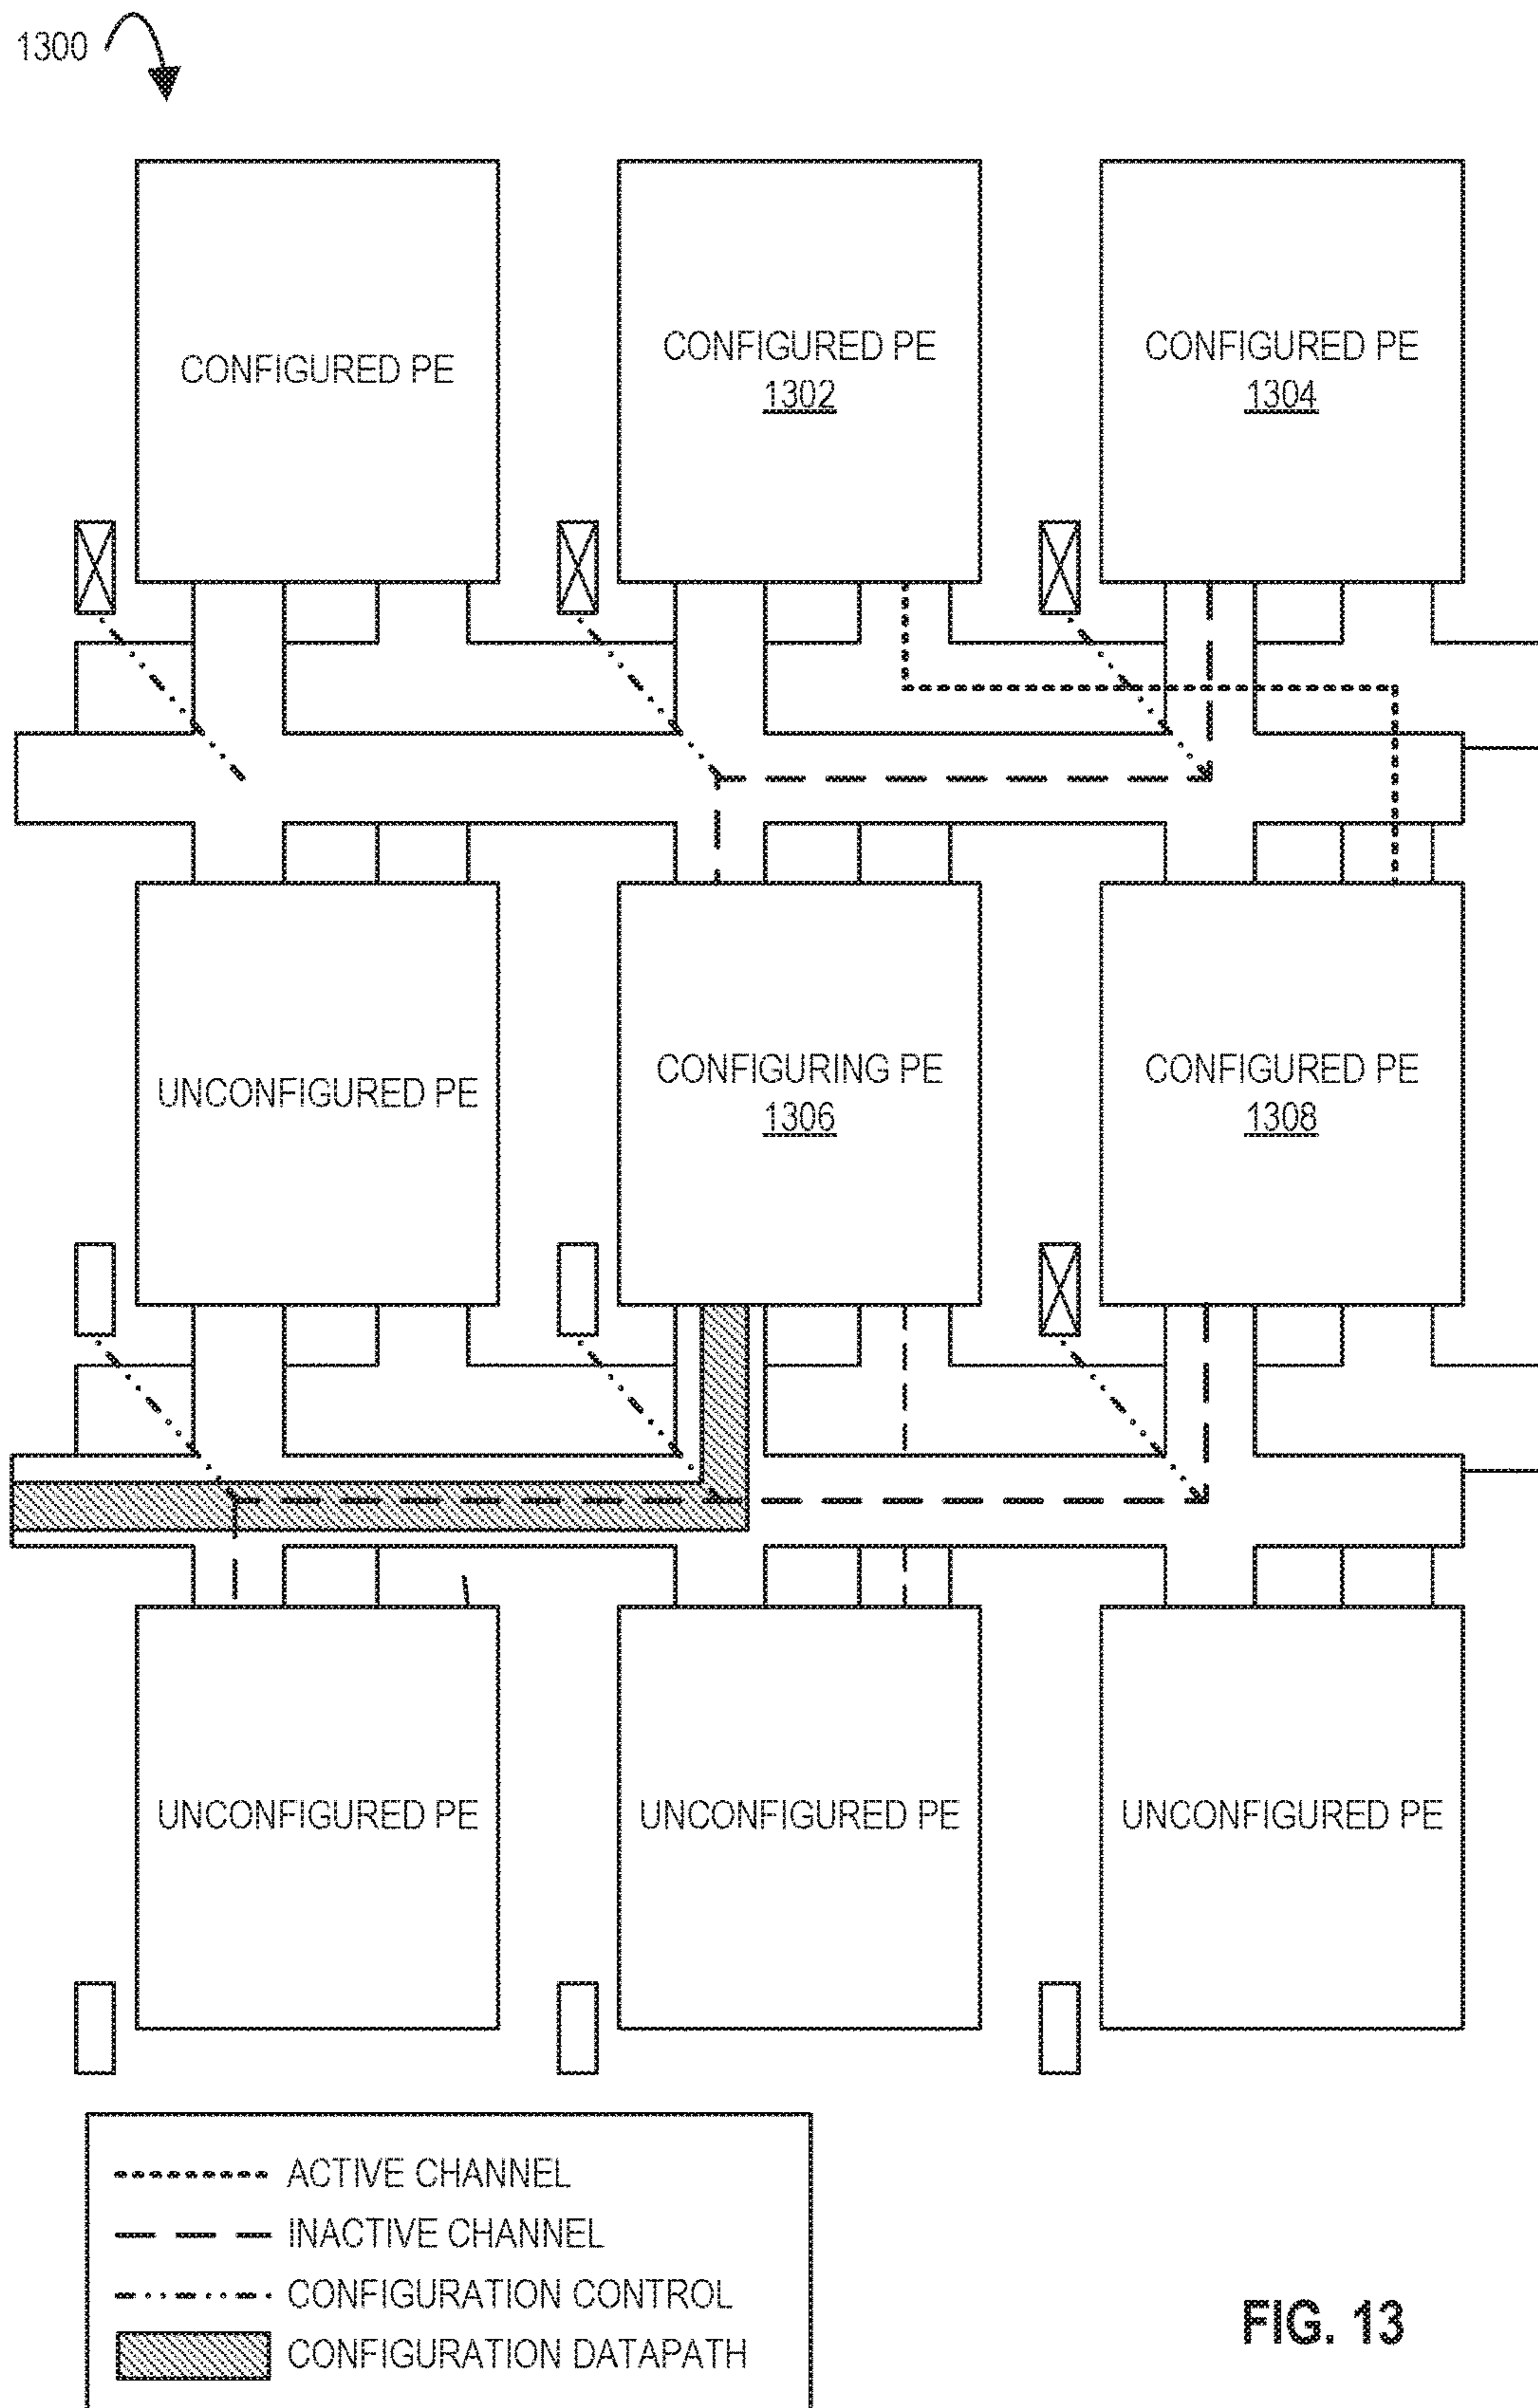 1300
CONFIGURED PE
CONFIGURED PE
1302
CONFIGURED PE
1304
UNCONFIGURED PE
CONFIGURING PE
1306
CONFIGURED PE
1308
UNCONFIGURED PE
UNCONFIGURED PE
UNCONFIGURED PE
ACTIVE CHANNEL
INACTIVE CHANNEL
CONFIGURATION CONTROL
CONFIGURATION DATAPATH
FIG. 13